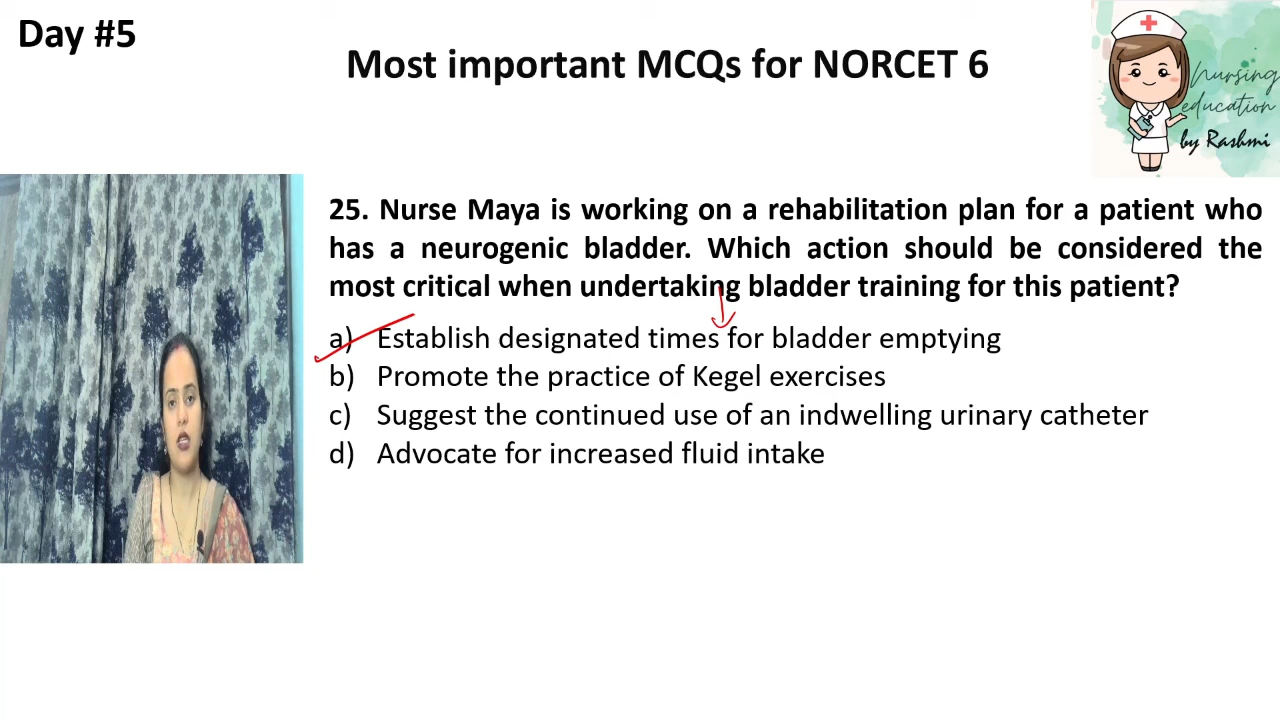 Day #5
Most important MCQs for NORCET 6
Nursing
education
by Rashmi
25. Nurse Maya is working on a rehabilitation plan for a patient who
has a neurogenic bladder. Which action should be considered the
most critical when undertaking bladder training for this patient?
a) Establish designated times for bladder emptying
b) Promote the practice of Kegel exercises
c) Suggest the continued use of an indwelling urinary catheter
d) Advocate for increased fluid intake